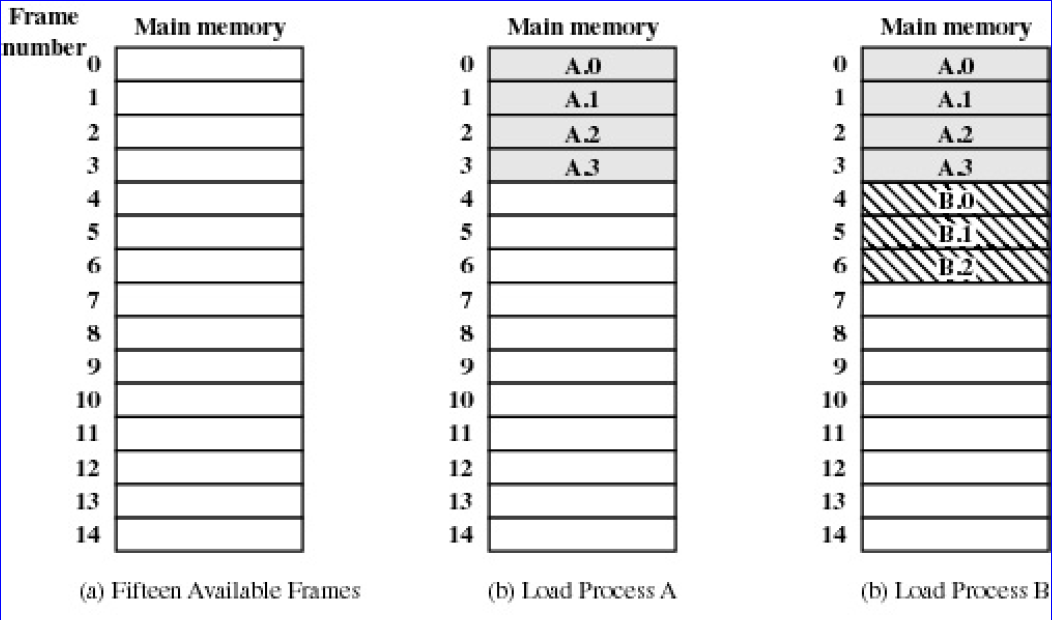 Frame
number
Main memory
0
1
2
3
4
5
6
7
8
9
10
11
12
13
14
(a) Fifteen Available Frames
Main memory
0 A.0
1 A.1
2 A.2
3 A.3
4
5
6
7
8
9
10
11
12
13
14
(b) Load Process A
Main memory
0 A.0
1 A.1
2 A.2
3 A.3
4 B.0
5 B.1
6 B.2
7
8
9
10
11
12
13
14
(b) Load Process B